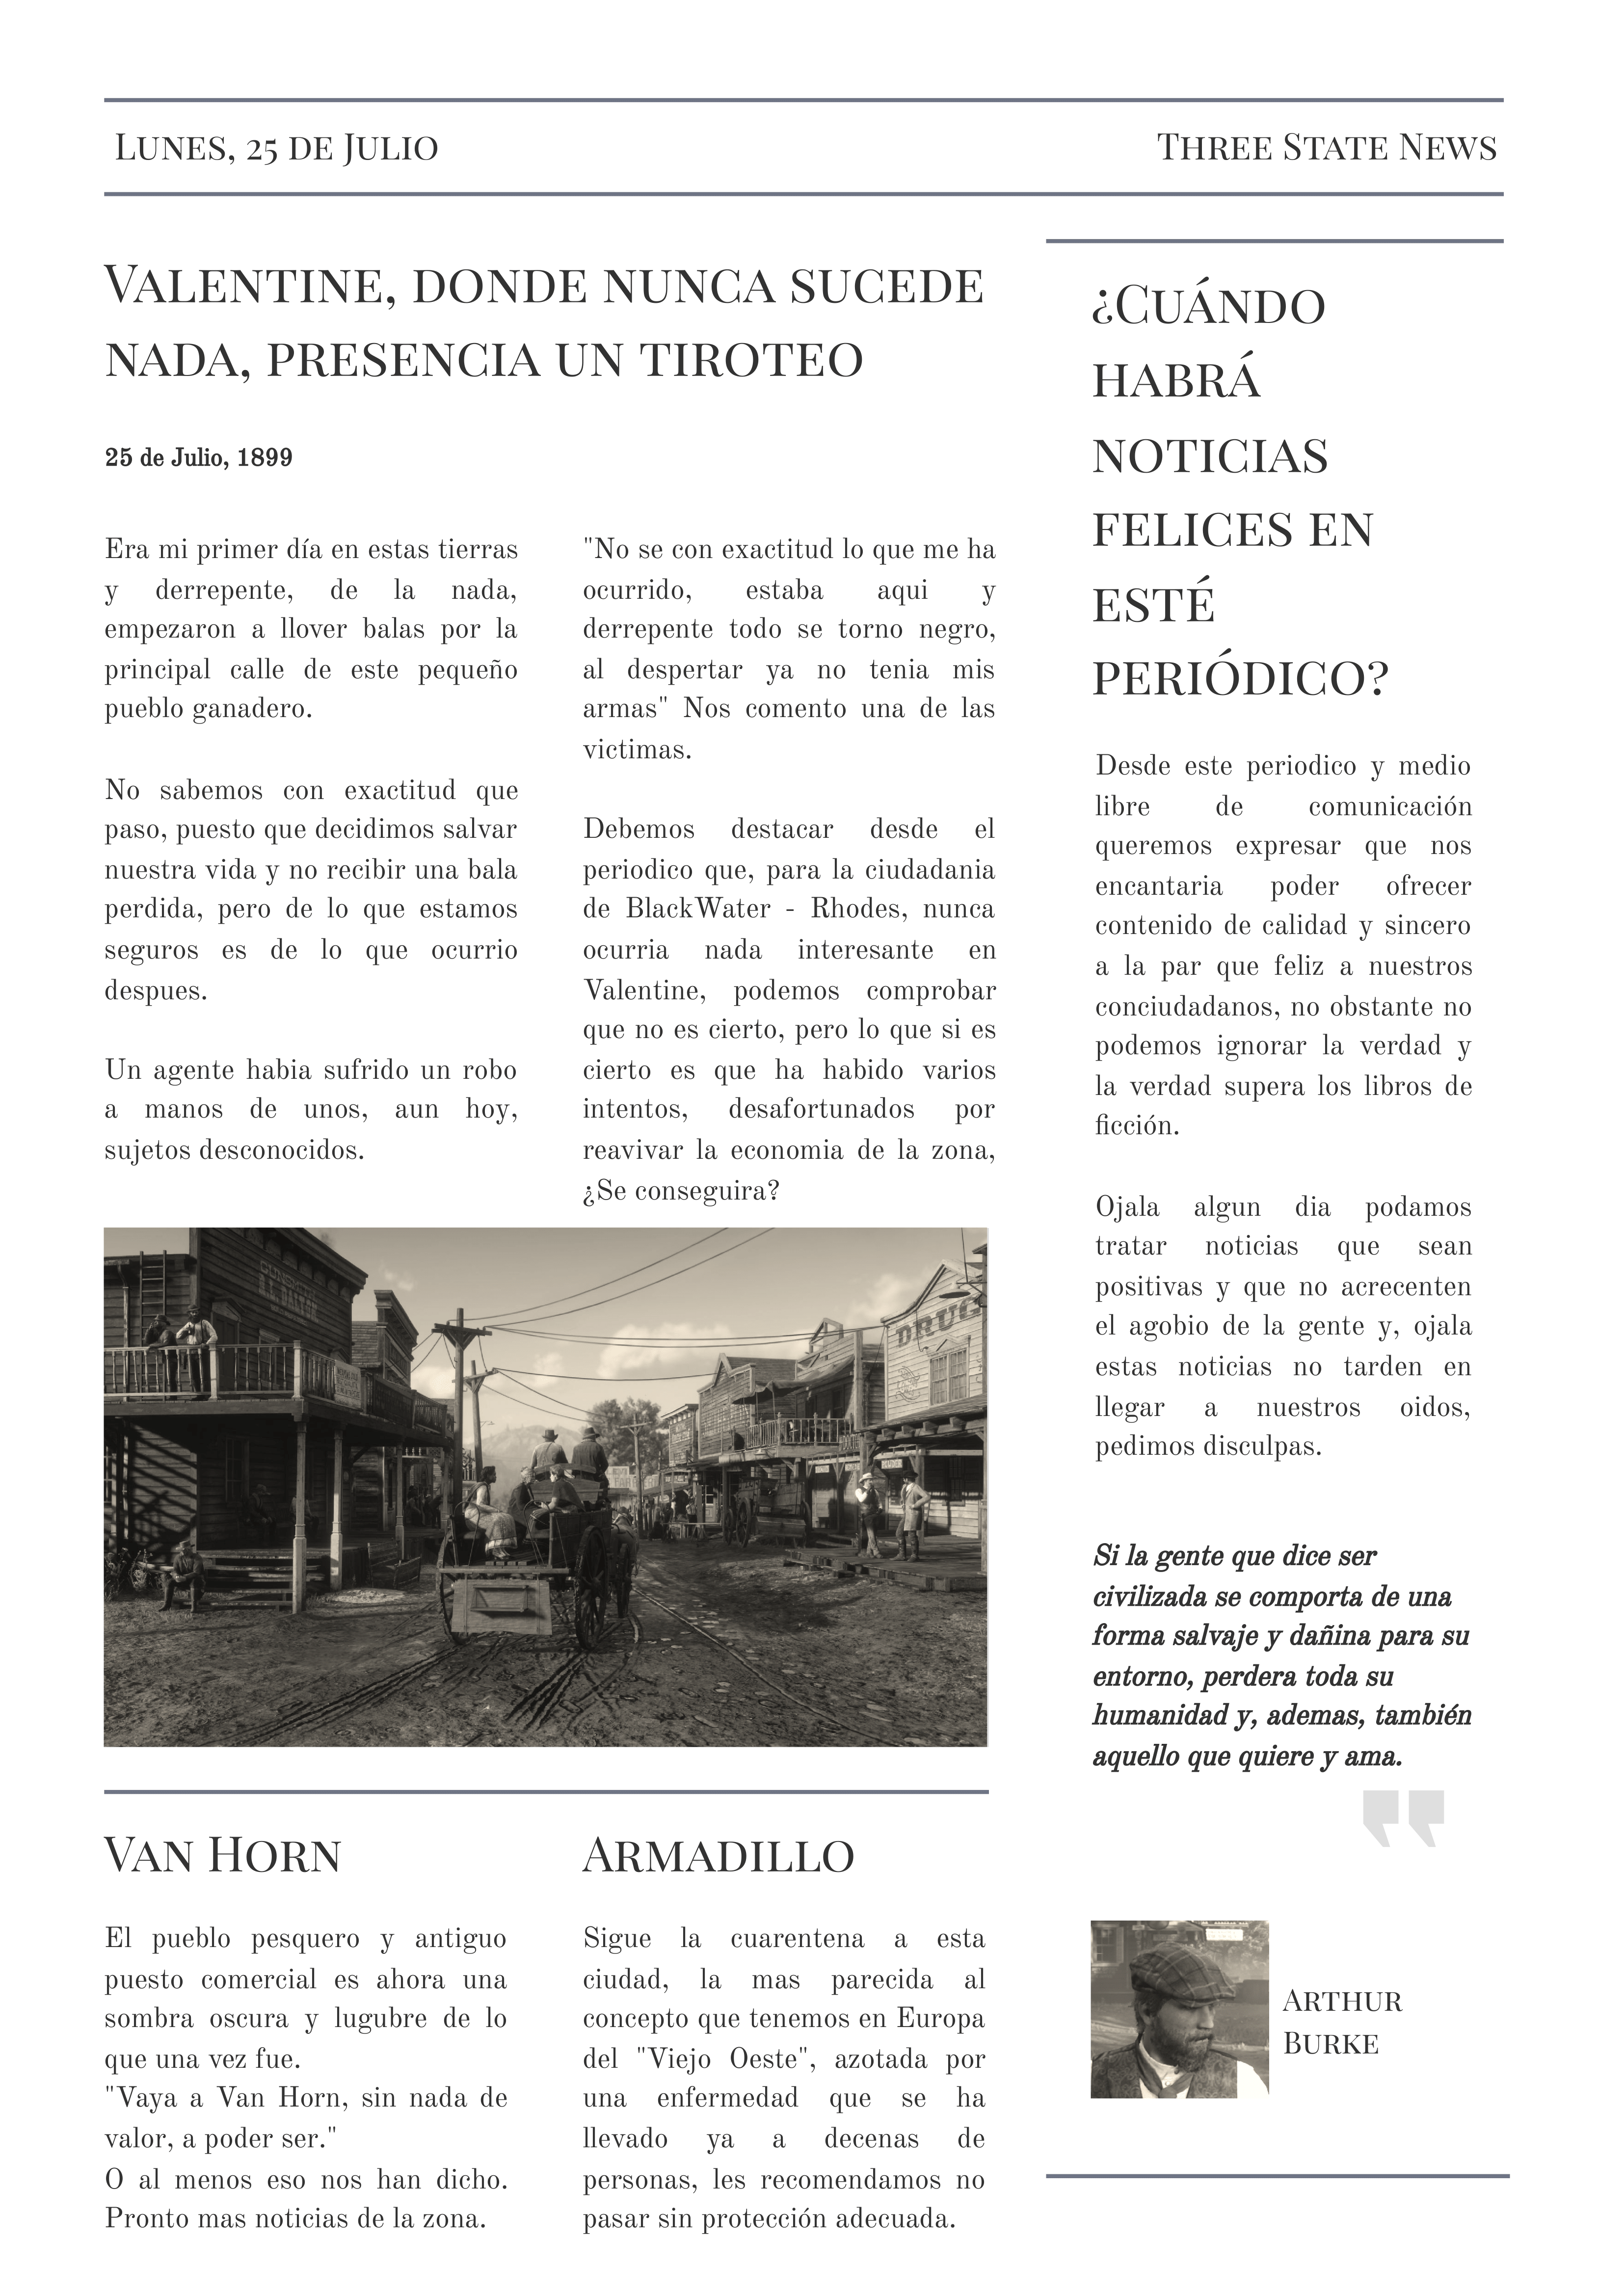 Lunes, 25 de Julio
Three State News
Valentine, donde nunca sucede
nada, presencia un tiroteo
25 de Julio, 1899
Era mi primer día en estas tierras
y derrepente, de la nada,
empezaron a llover balas por la
principal calle de este pequeño
pueblo ganadero.
No sabemos con exactitud que
paso, puesto que decidimos salvar
nuestra vida y no recibir una bala
perdida, pero de lo que estamos
seguros es de lo que ocurrio
despues.
Un agente habia sufrido un robo
a manos de unos, aun hoy,
sujetos desconocidos.
"No se con exactitud lo que me ha
ocurrido, estaba aqui y
derrepente todo se torno negro,
al despertar ya no tenia mis
armas" Nos comento una de las
victimas.
Debemos destacar desde el
periodico que, para la ciudadania
de BlackWater - Rhodes, nunca
ocurria nada interesante en
Valentine, podemos comprobar
que no es cierto, pero lo que si es
cierto es que ha habido varios
intentos, desafortunados por
reavivar la economia de la zona,
¿Se conseguira?
GUNSMITH
DRUG
Van Horn
El pueblo pesquero y antiguo
puesto comercial es ahora una
sombra oscura y lugubre de lo
que una vez fue.
"Vaya a Van Horn, sin nada de
valor, a poder ser."
O al menos eso nos han dicho.
Pronto mas noticias de la zona.
Armadillo
Sigue la cuarentena a esta
ciudad, la mas parecida al
concepto que tenemos en Europa
del "Viejo Oeste", azotada por
una enfermedad que se ha
llevado ya a decenas de
personas, les recomendamos no
pasar sin protección adecuada.
¿Cuándo
habrá
noticias
felices en
esté
periódico?
Desde este periodico y medio
libre de comunicación
queremos expresar que nos
encantaria poder ofrecer
contenido de calidad y sincero
a la par que feliz a nuestros
conciudadanos, no obstante no
podemos ignorar la verdad y
la verdad supera los libros de
ficción.
Ojala algun dia podamos
tratar noticias que sean
positivas y que no acrecenten
el agobio de la gente y, ojala
estas noticias no tarden en
llegar a nuestros oidos,
pedimos disculpas.
Si la gente que dice ser
civilizada se comporta de una
forma salvaje y dañina para su
entorno, perdera toda su
humanidad y, ademas, también
aquello que quiere y ama.
"
Arthur
Burke